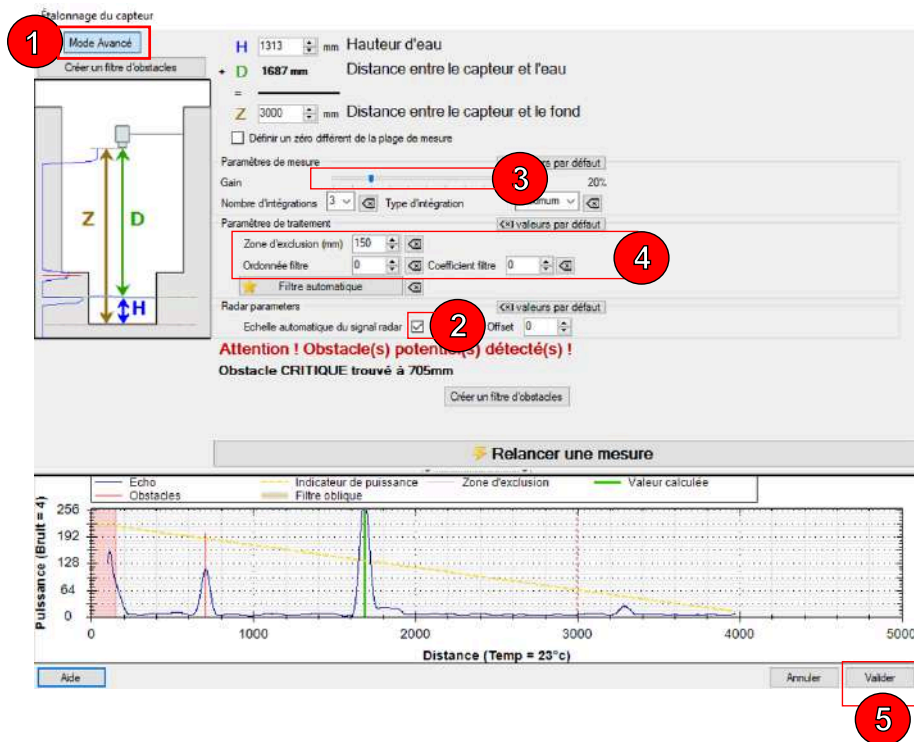 Étalonnage du capteur
1
Mode Avancé
Créer un filtre d'obstacles
H 1313 mm Hauteur d'eau
+ D 1687 mm Distance entre le capteur et l'eau
=
Z 3000 mm Distance entre le capteur et le fond
Définir un zéro différent de la plage de mesure
Paramètres de mesure
par défaut
Gain
3
20%
Nombre d'intégrations 3 Type d'intégration
Paramètres de traitement
valeurs par défaut
Zone d'exclusion (mm) 150
Ordonnée filtre 0 Coefficient filtre 0
4
Filtre automatique
Radar parameters
valeurs par défaut
Echelle automatique du signal radar
2
Offset 0
Attention ! Obstacle(s) potentiel(s) détecté(s) !
Obstacle CRITIQUE trouvé à 705mm
Créer un filtre d'obstacles
Relancer une mesure
Z
D
H
Echo
Indicateur de puissance
Zone d'exclusion
Valeur calculée
Obstacles
Filtre oblique
Puissance (Bruit = 4)
256
192
128
64
0
0 1000 2000 3000 4000 5000
Distance (Temp = 23°c)
Aide
Annuler
Valider
5